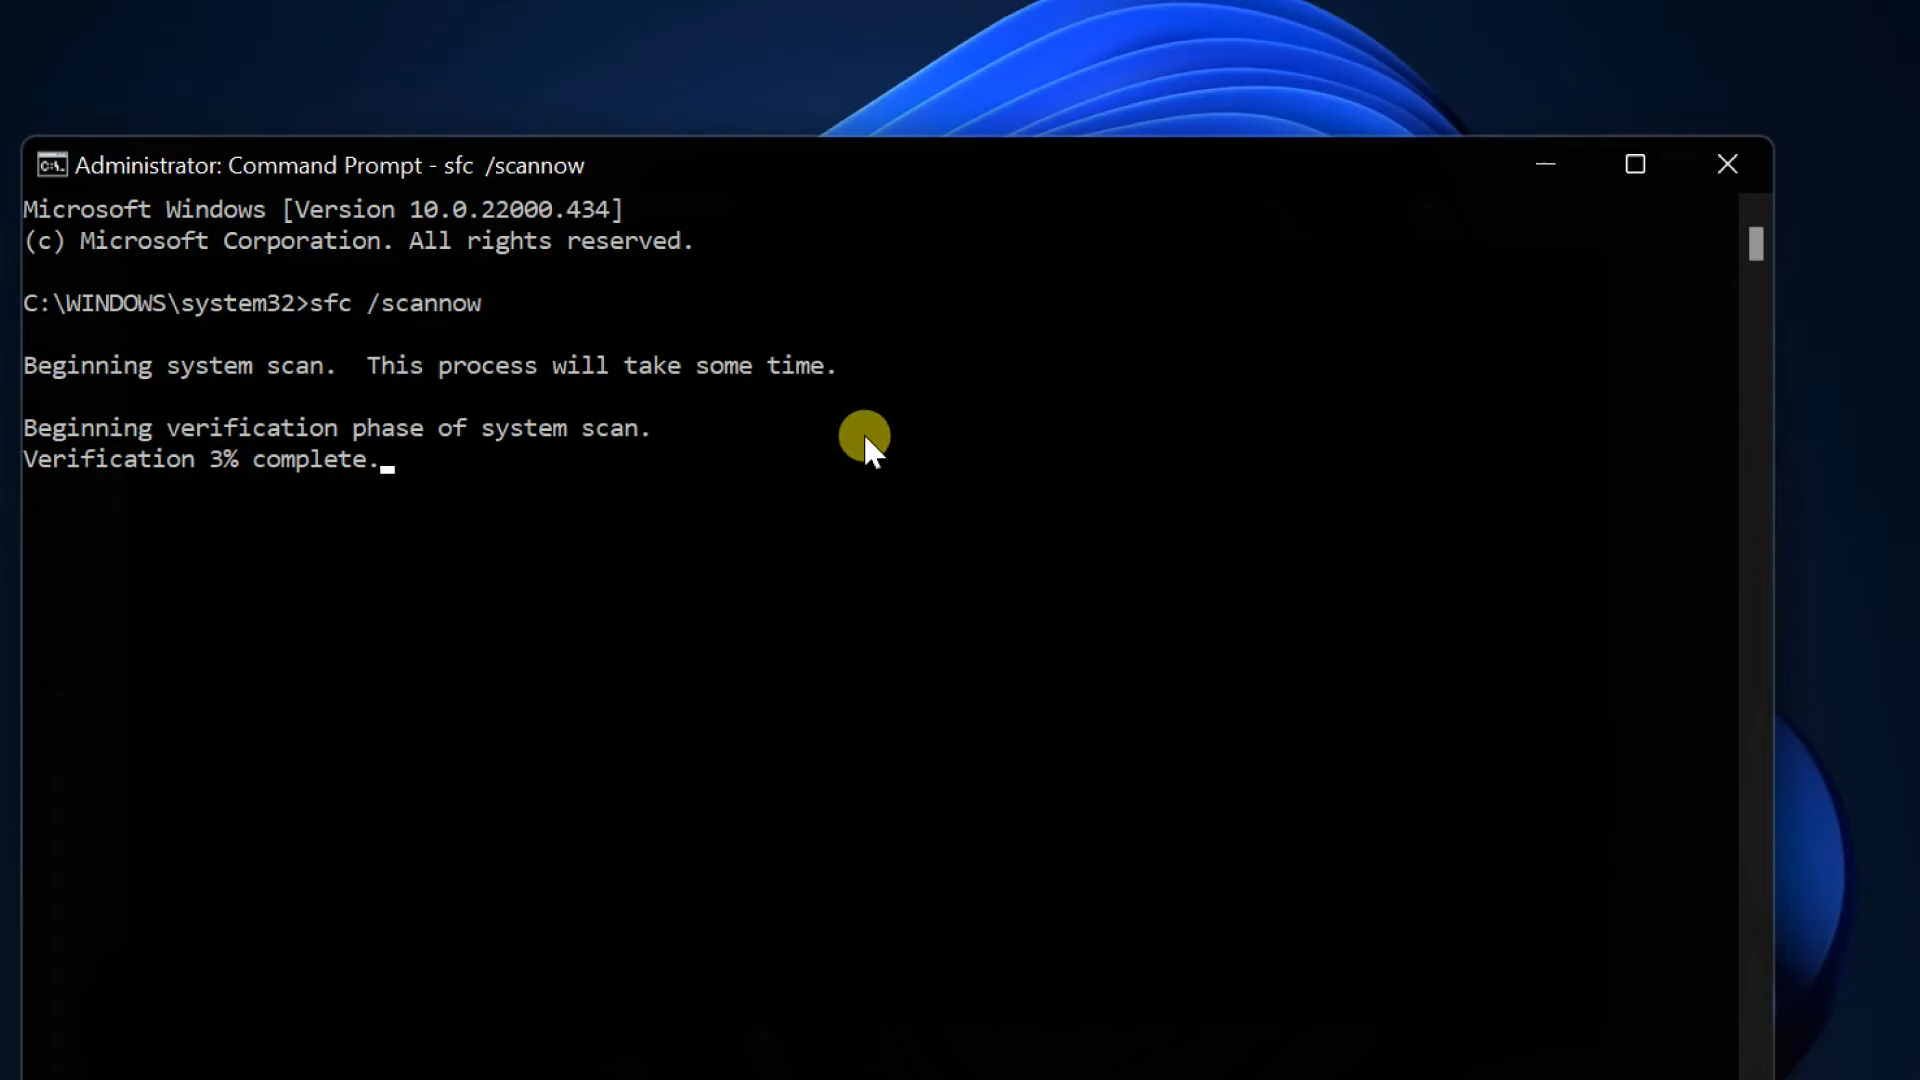 Administrator: Command Prompt - sfc  /scannow
Microsoft Windows [Version 10.0.22000.434]
(c) Microsoft Corporation. All rights reserved.
C:\WINDOWS\system32>sfc /scannow
Beginning system scan.  This process will take some time.
Beginning verification phase of system scan.
Verification 3% complete.